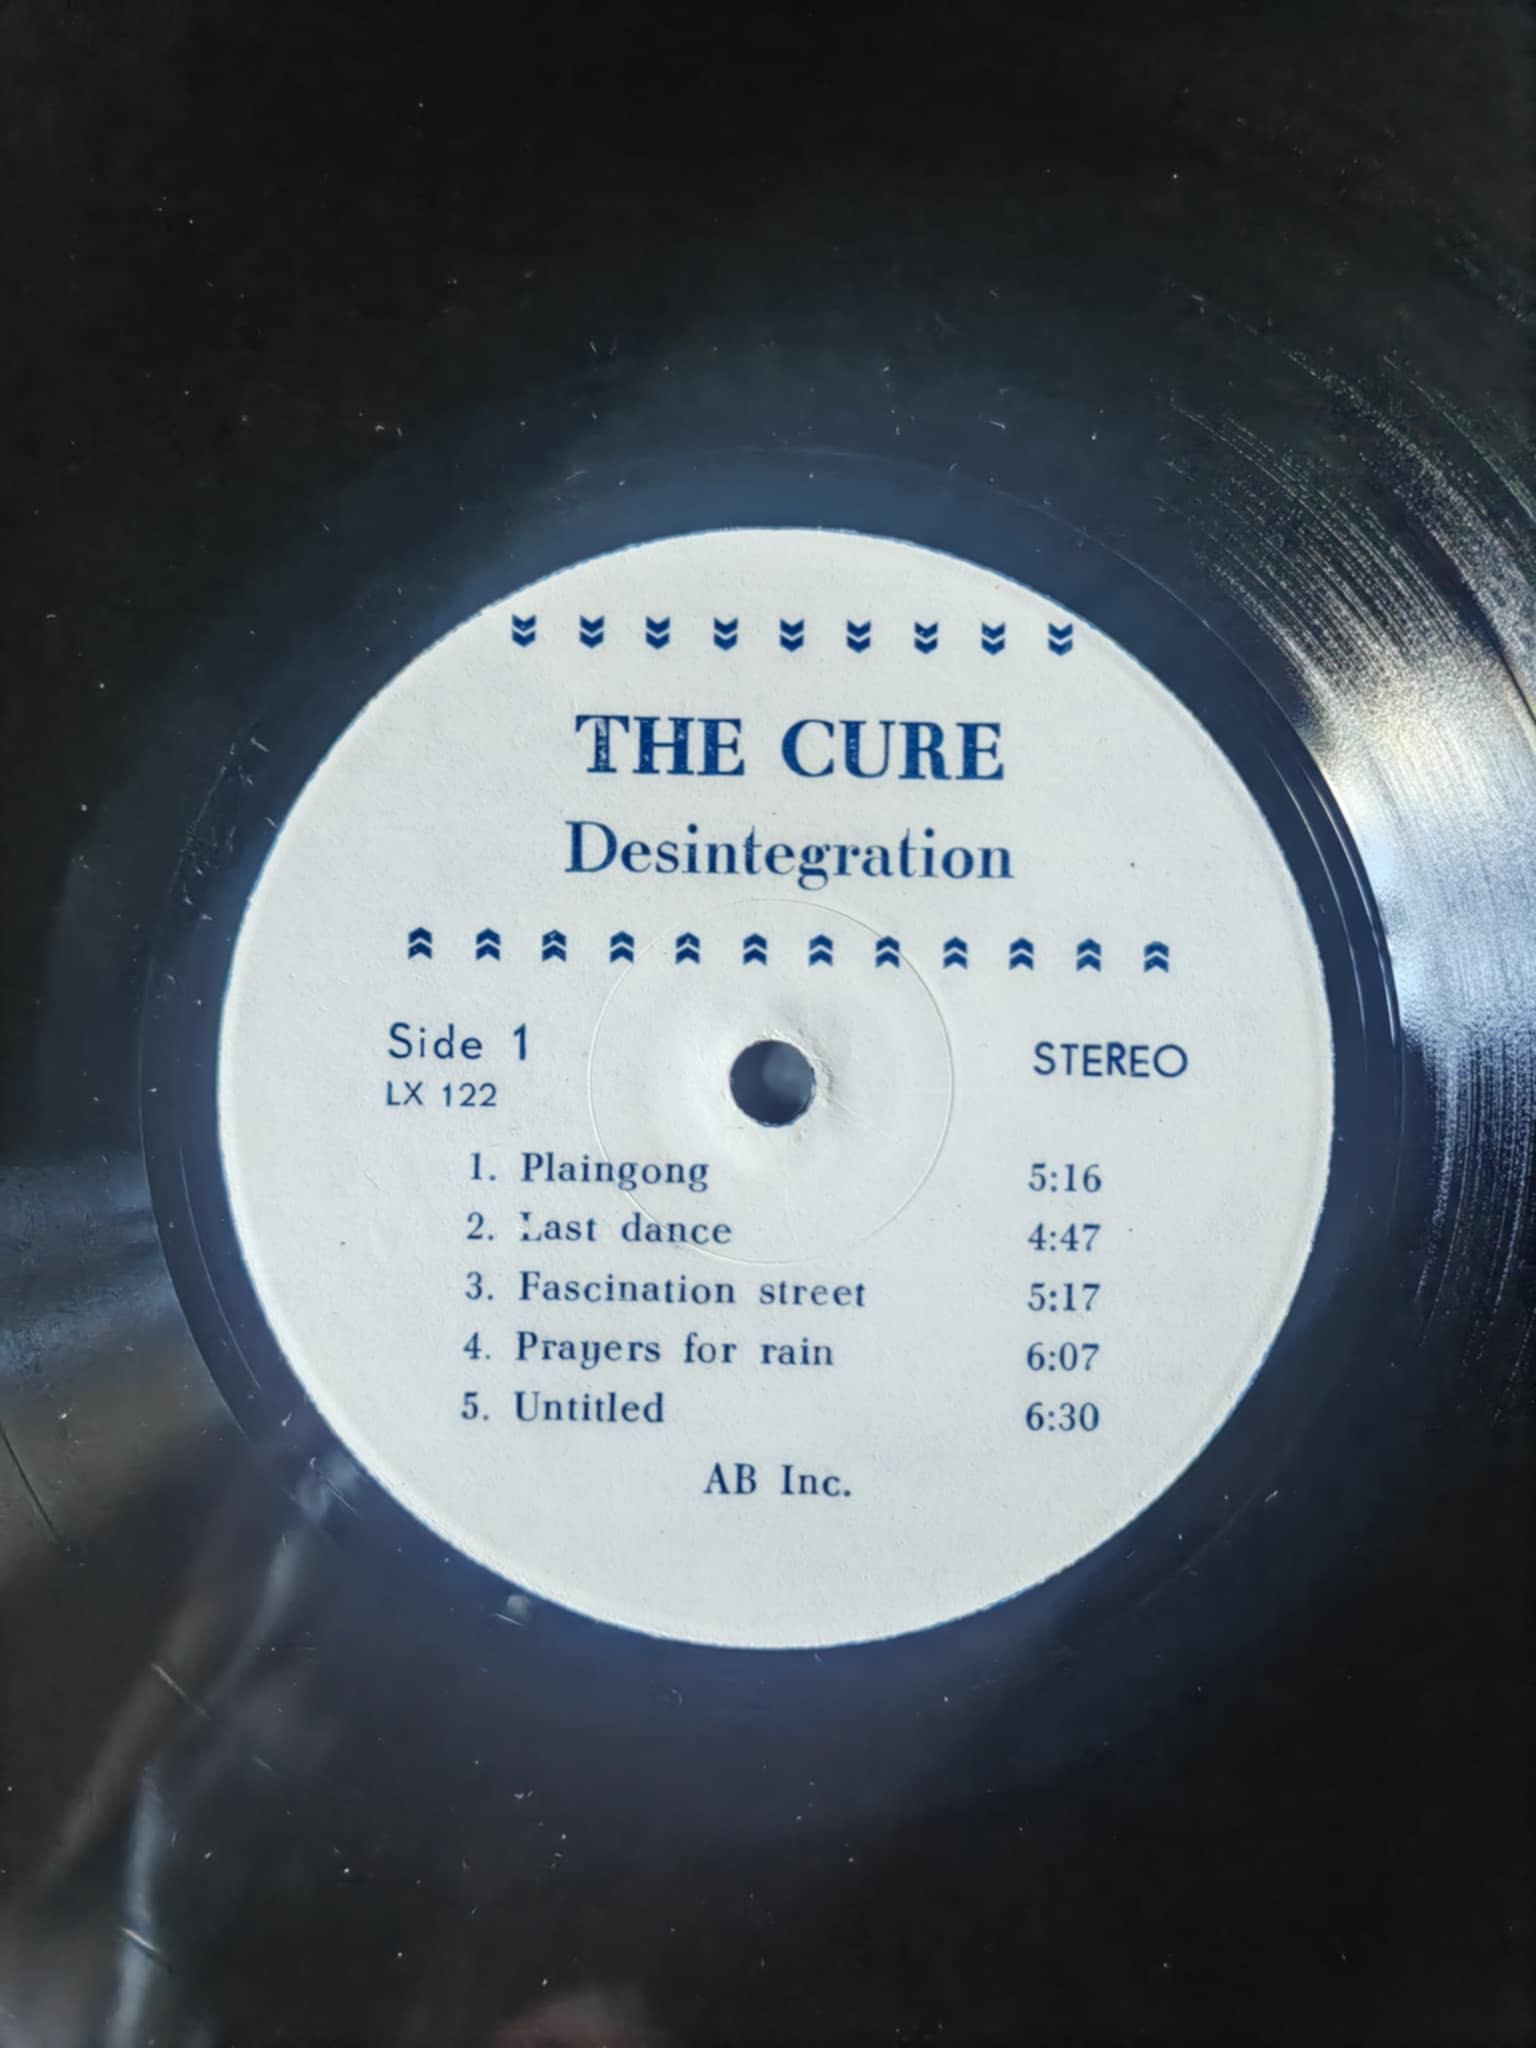 THE CURE
Desintegration
Side 1
STEREO
LX 122
1. Plaingong 5:16
2. Last dance 4:47
3. Fascination street 5:17
4. Prayers for rain 6:07
5. Untitled 6:30
AB Inc.